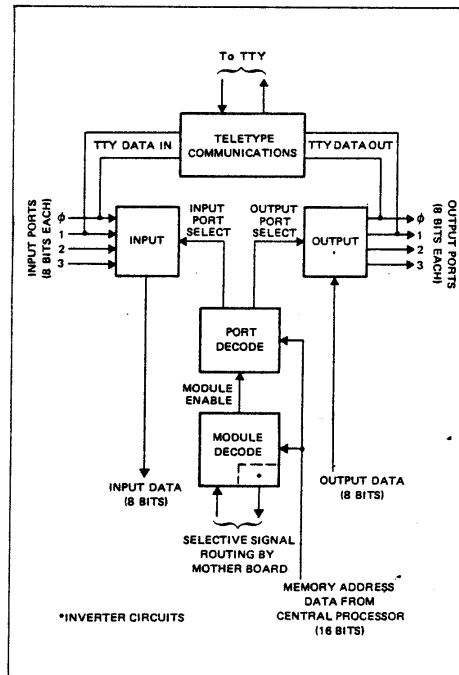 To TTY
TELETYPE
COMMUNICATIONS
TTY DATA IN
TTY DATA OUT
INPUT PORTS
(8 BITS EACH)
φ
1
2
3
INPUT
INPUT
PORT
SELECT
OUTPUT
PORT
SELECT
OUTPUT
φ
1
2
3
OUTPUT PORTS
(8 BITS EACH)
PORT
DECODE
MODULE
ENABLE
MODULE
DECODE
*
INPUT DATA
(8 BITS)
OUTPUT DATA
(8 BITS)
SELECTIVE SIGNAL
ROUTING BY
MOTHER BOARD
MEMORY ADDRESS
DATA FROM
CENTRAL PROCESSOR
(16 BITS)
*INVERTER CIRCUITS